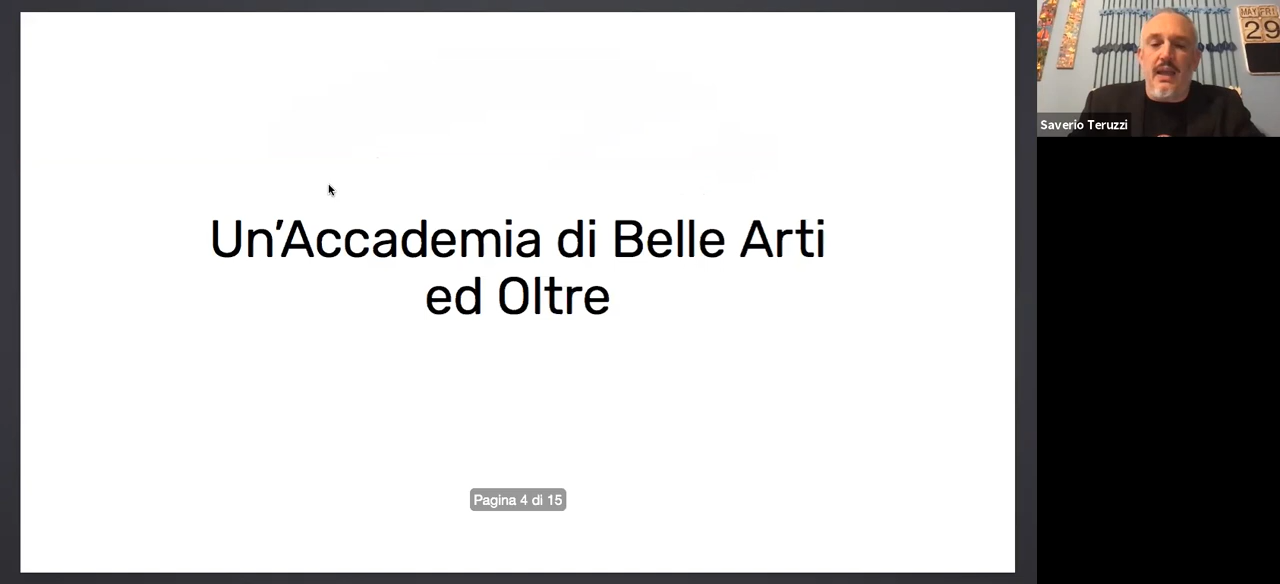 Un'Accademia di Belle Arti
ed Oltre
Pagina 4 di 15
MAY FRI
29
Saverio Teruzzi